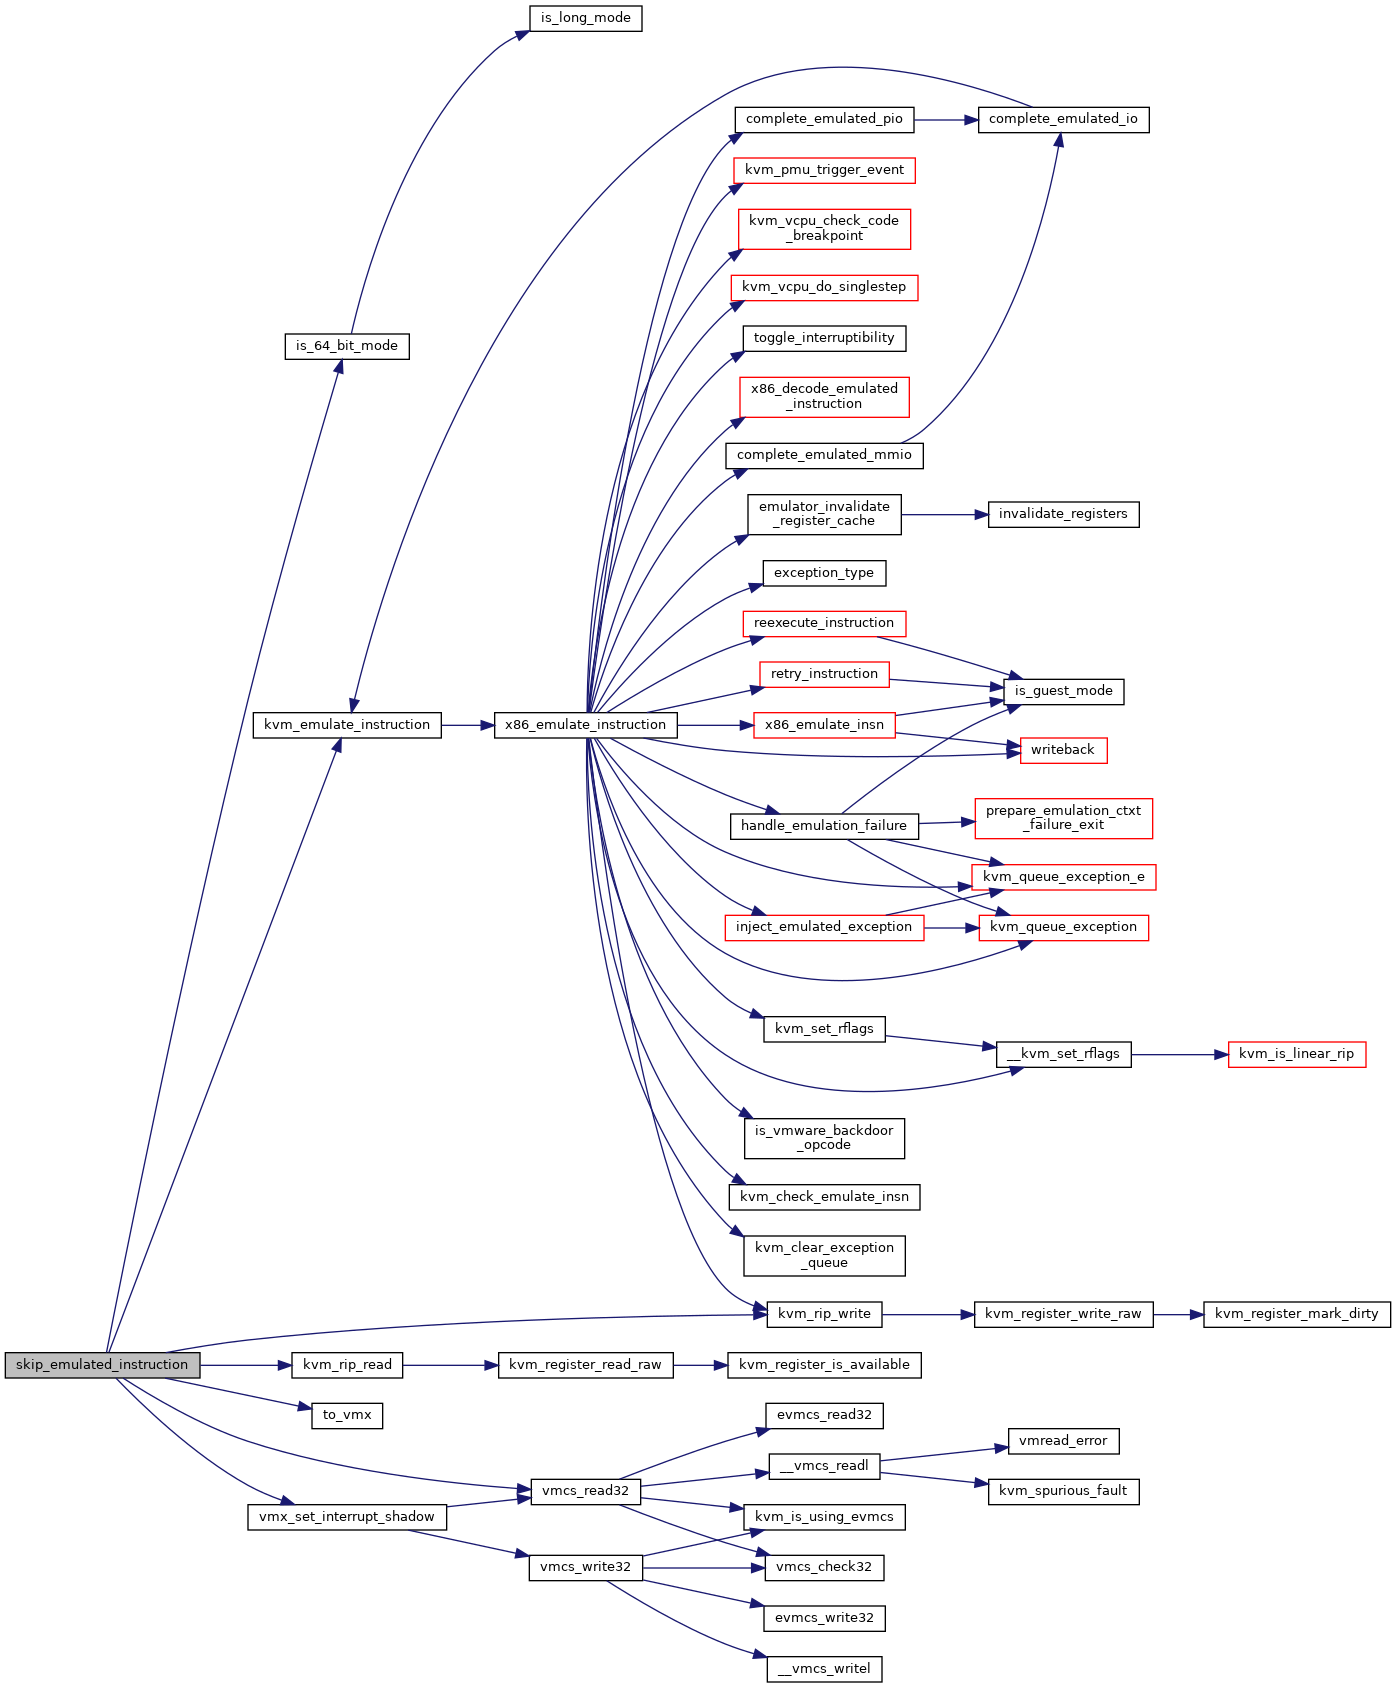 is_long_mode
complete_emulated_pio
complete_emulated_io
kvm_pmu_trigger_event
kvm_vcpu_check_code
_breakpoint
kvm_vcpu_do_singlestep
toggle_interruptibility
is_64_bit_mode
x86_decode_emulated
_instruction
complete_emulated_mmio
emulator_invalidate
_register_cache
invalidate_registers
exception_type
reexecute_instruction
retry_instruction
is_guest_mode
kvm_emulate_instruction
x86_emulate_instruction
x86_emulate_insn
writeback
handle_emulation_failure
prepare_emulation_ctxt
_failure_exit
kvm_queue_exception_e
inject_emulated_exception
kvm_queue_exception
kvm_set_rflags
__kvm_set_rflags
kvm_is_linear_rip
is_vmware_backdoor
_opcode
kvm_check_emulate_insn
kvm_clear_exception
_queue
kvm_rip_write
kvm_register_write_raw
kvm_register_mark_dirty
skip_emulated_instruction
kvm_rip_read
kvm_register_read_raw
kvm_register_is_available
to_vmx
evmcs_read32
vmread_error
__vmcs_readl
vmcs_read32
kvm_spurious_fault
vmx_set_interrupt_shadow
kvm_is_using_evmcs
vmcs_write32
vmcs_check32
evmcs_write32
__vmcs_writel